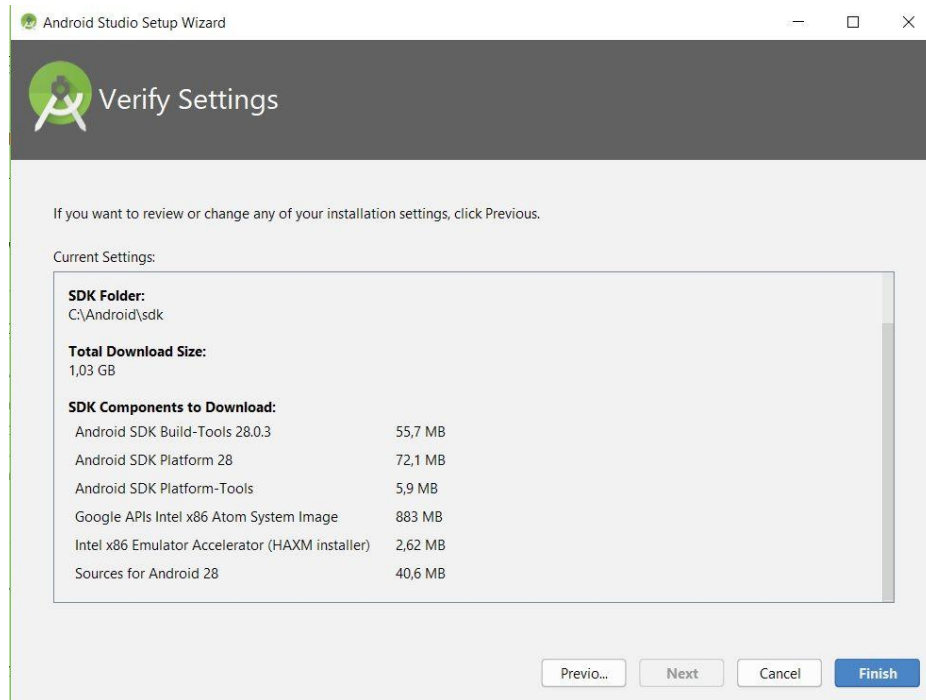 Android Studio Setup Wizard
Verify Settings
If you want to review or change any of your installation settings, click Previous.
Current Settings:
SDK Folder:
C:\Android\sdk
Total Download Size:
1,03 GB
SDK Components to Download:
Android SDK Build-Tools 28.0.3 55,7 MB
Android SDK Platform 28 72,1 MB
Android SDK Platform-Tools 5,9 MB
Google APIs Intel x86 Atom System Image 883 MB
Intel x86 Emulator Accelerator (HAXM installer) 2,62 MB
Sources for Android 28 40,6 MB
Previo... Next Cancel Finish